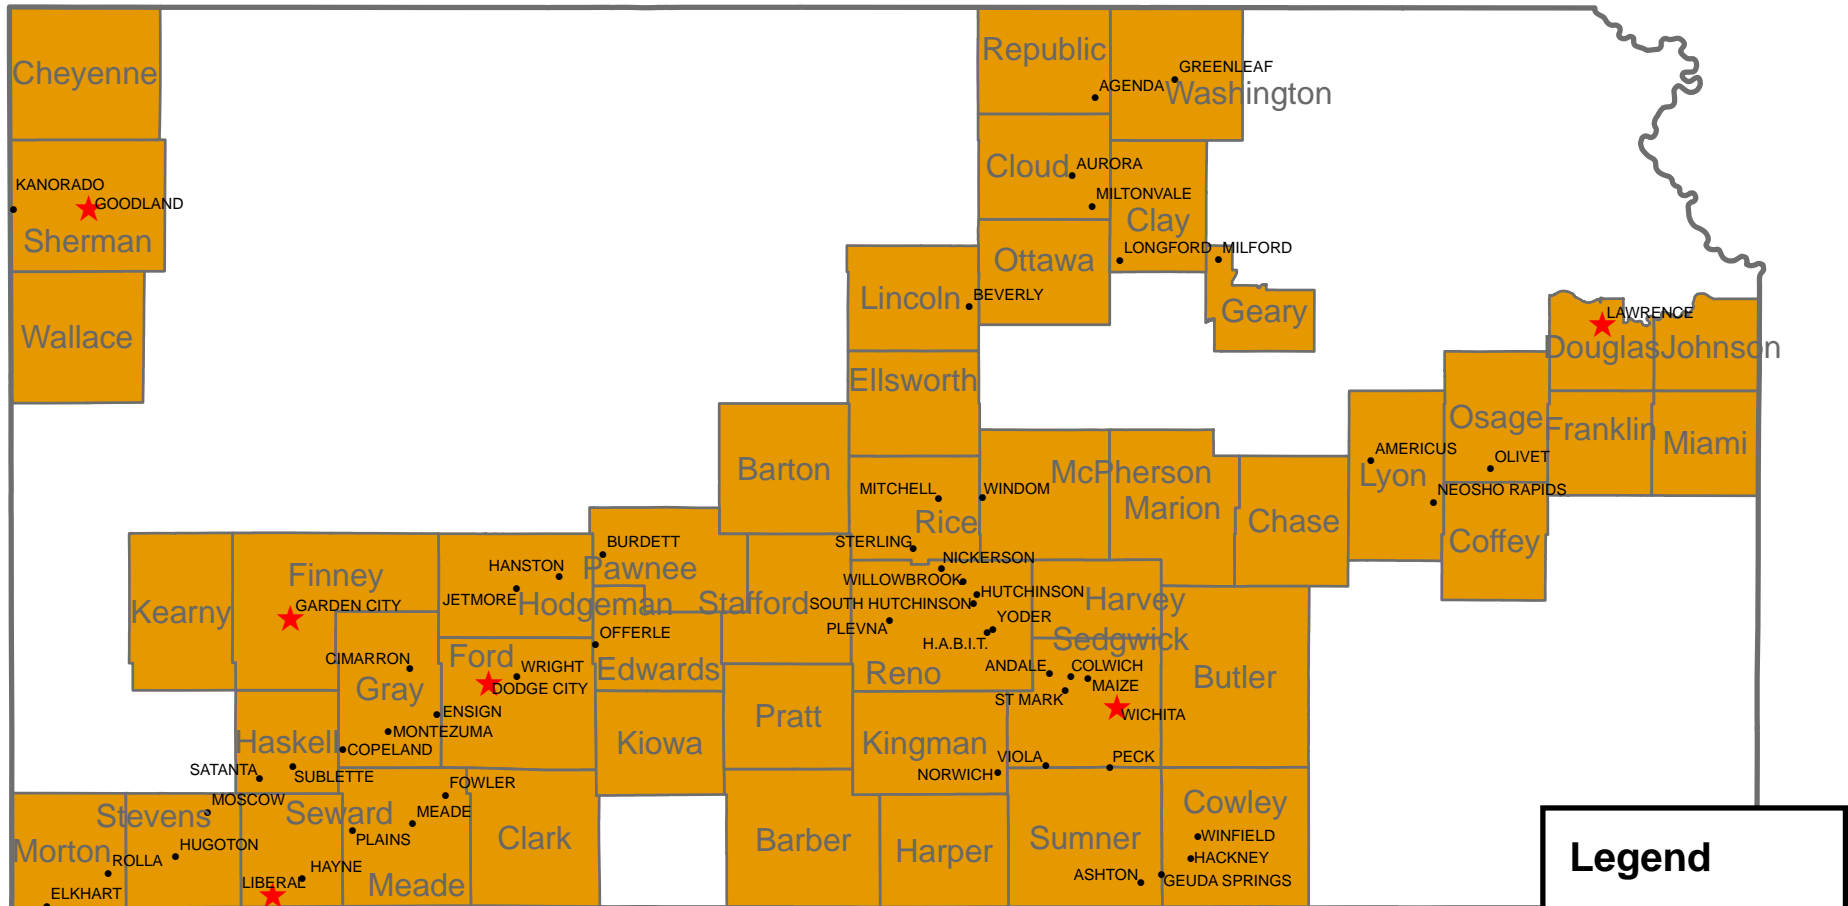 Republic
GREENLEAF
Cheyenne
AGENDA
Washington
AURORA
Cloud
KANORADO
MILTONVALE
GOODLAND
Clay
Sherman
LONGFORD
MILFORD
Ottawa
Lincoln
BEVERLY
Geary
LAWRENCE
Wallace
Douglas
Johnson
Ellsworth
Osage
Franklin
Miami
AMERICUS
OLIVET
Barton
McPherson
Lyon
MITCHELL
WINDOM
NEOSHO RAPIDS
Marion
Rice
Chase
STERLING
BURDETT
Coffey
NICKERSON
HANSTON
Pawnee
Finney
WILLOWBROOK
HUTCHINSON
JETMORE
Hodgeman
Stafford
SOUTH HUTCHINSON
Harvey
Kearny
GARDEN CITY
YODER
PLEVNA
OFFERLE
H.A.B.I.T.
Sedgwick
CIMARRON
Ford
WRIGHT
Edwards
Reno
ANDALE
COLWICH
Butler
Gray
DODGE CITY
MAIZE
ST MARK
ENSIGN
Pratt
WICHITA
MONTEZUMA
Haskell
COPELAND
Kiowa
Kingman
VIOLA
PECK
SATANTA
SUBLETTE
NORWICH
FOWLER
MOSCOW
Stevens
Seward
MEADE
Cowley
PLAINS
Clark
Barber
Sumner
WINFIELD
HUGOTON
Morton
ROLLA
Harper
HACKNEY
Legend
HAYNE
ASHTON
LIBERAL
Meade
GEUDA SPRINGS
ELKHART